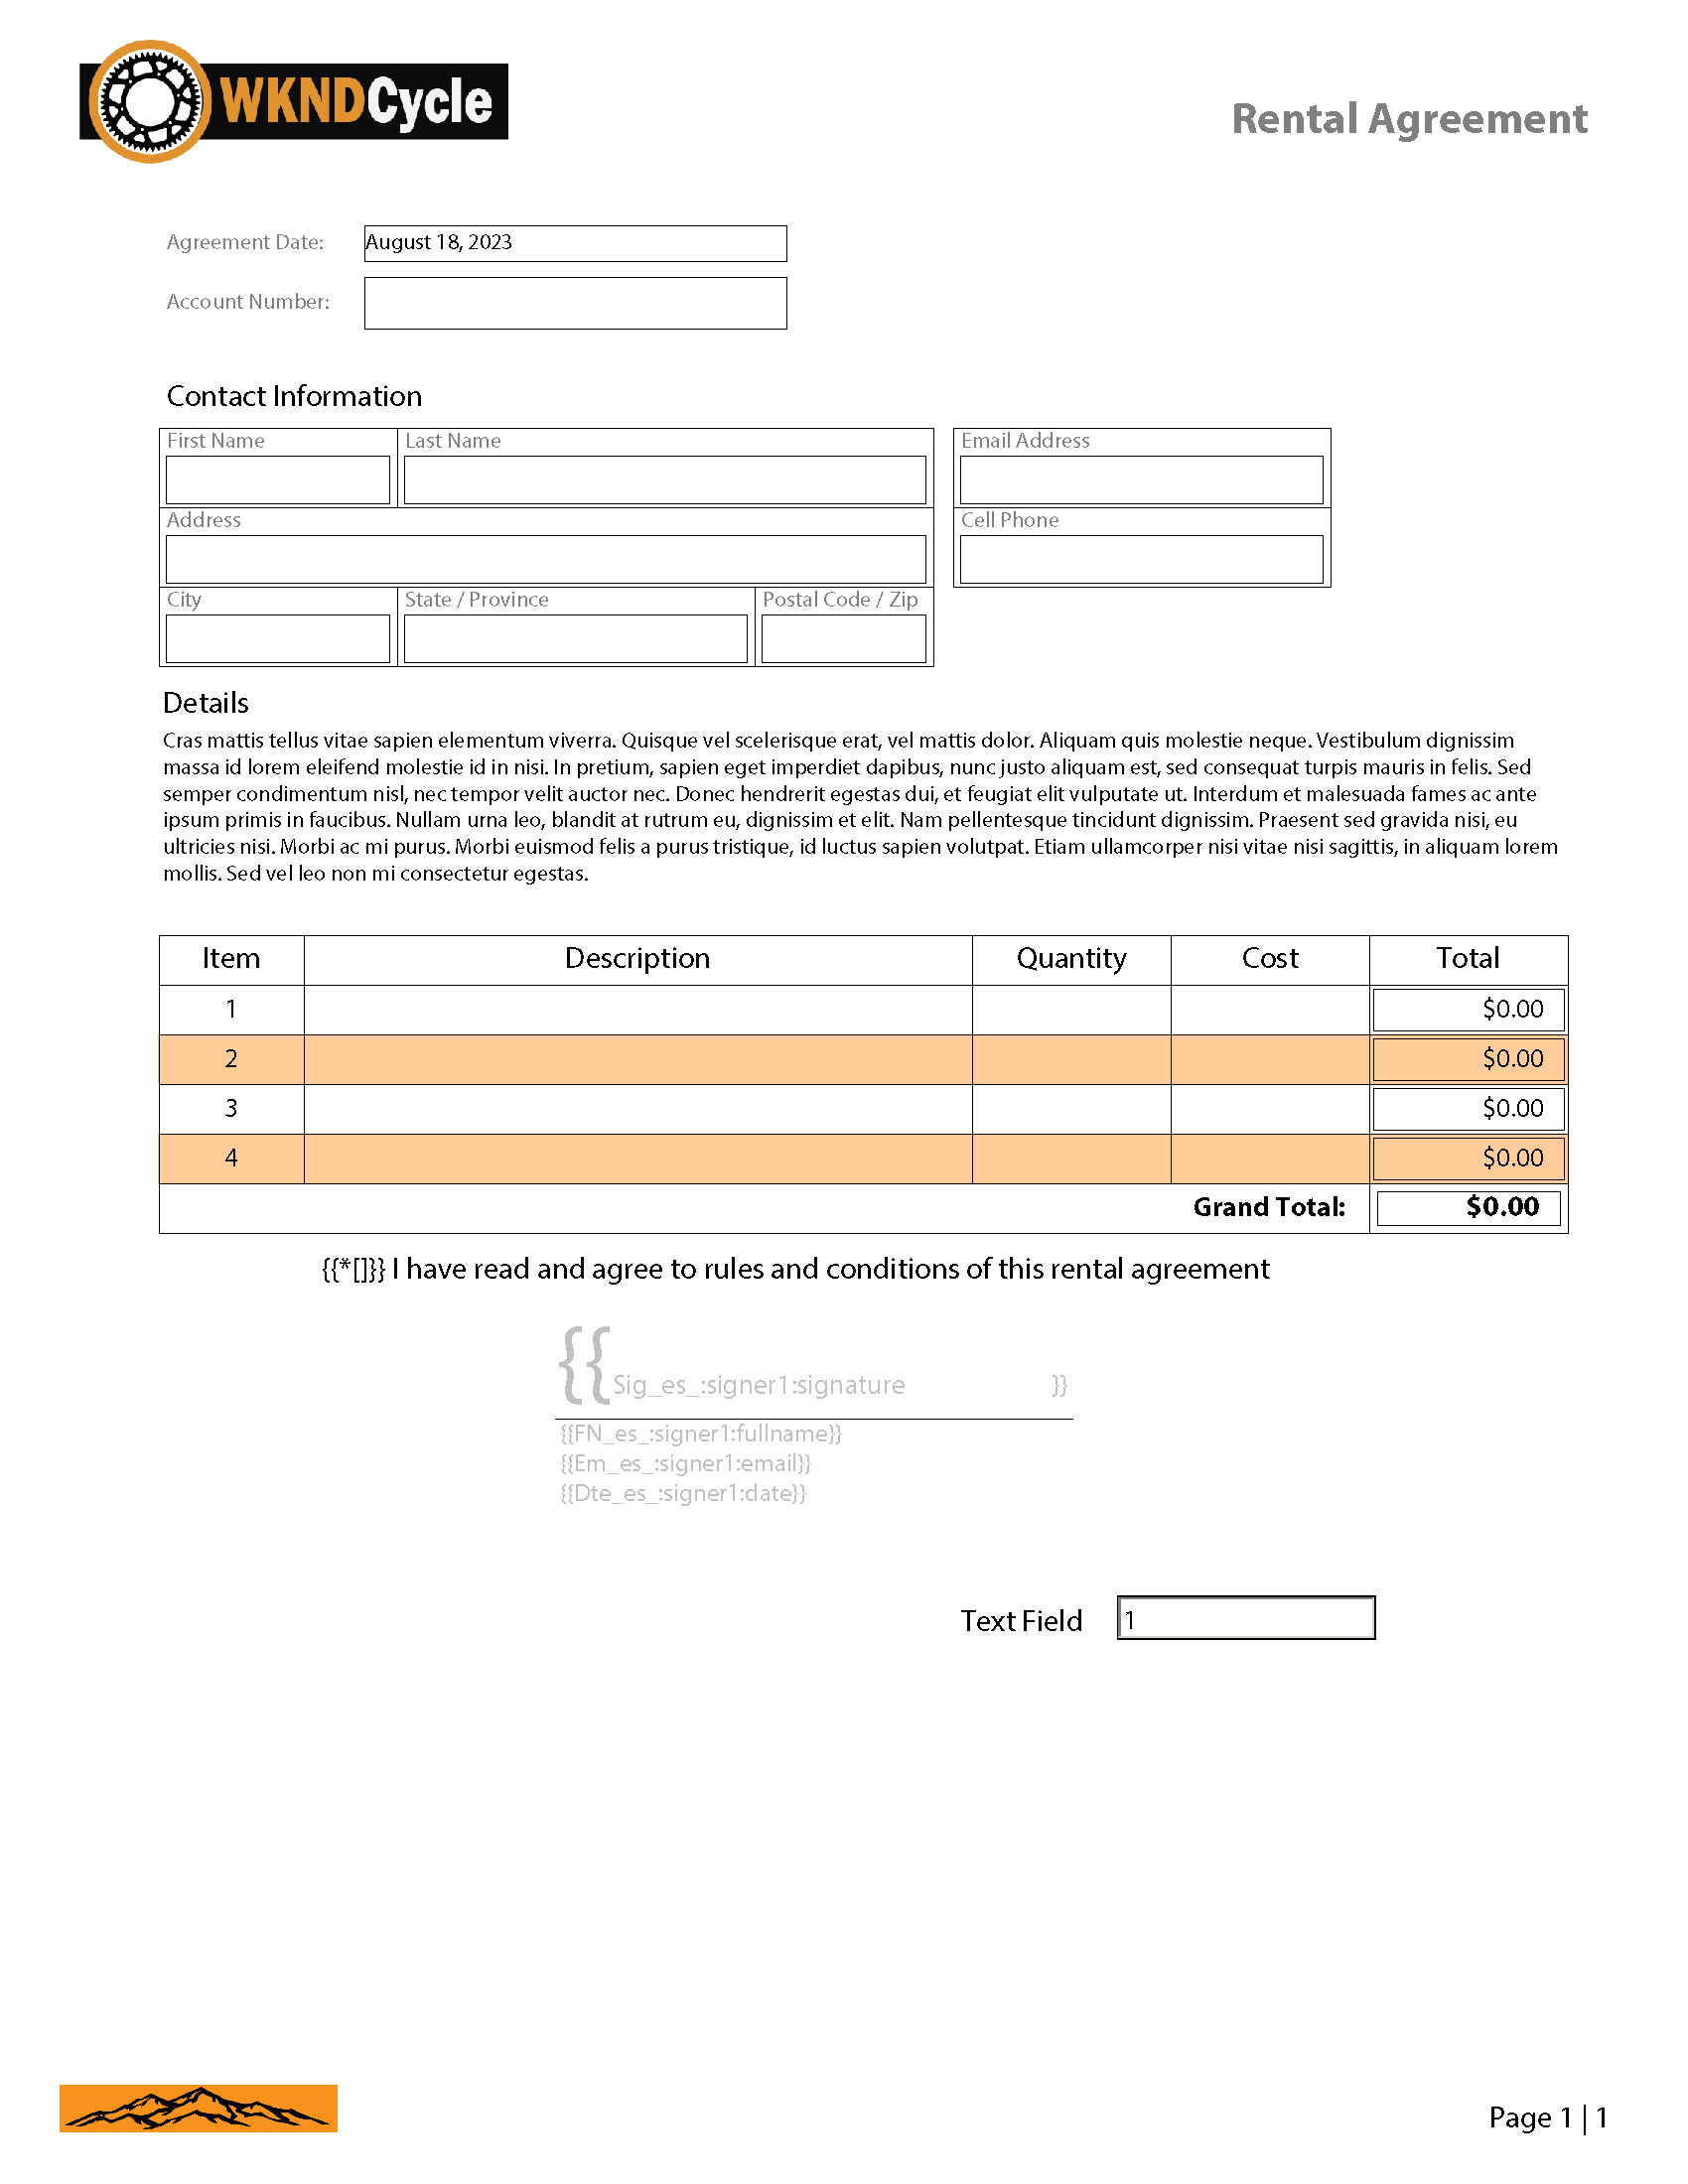 WKNDCycle
Rental Agreement
Agreement Date: August 18, 2023
Account Number:
Contact Information
First Name Last Name Email Address
Address Cell Phone
City State / Province Postal Code / Zip
Details
Cras mattis tellus vitae sapien elementum viverra. Quisque vel scelerisque erat, vel mattis dolor. Aliquam quis molestie neque. Vestibulum dignissim
massa id lorem eleifend molestie id in nisi. In pretium, sapien eget imperdiet dapibus, nunc justo aliquam est, sed consequat turpis mauris in felis. Sed
semper condimentum nisl, nec tempor velit auctor nec. Donec hendrerit egestas dui, et feugiat elit vulputate ut. Interdum et malesuada fames ac ante
ipsum primis in faucibus. Nullam urna leo, blandit at rutrum eu, dignissim et elit. Nam pellentesque tincidunt dignissim. Praesent sed gravida nisi, eu
ultricies nisi. Morbi ac mi purus. Morbi euismod felis a purus tristique, id luctus sapien volutpat. Etiam ullamcorper nisi vitae nisi sagittis, in aliquam lorem
mollis. Sed vel leo non mi consectetur egestas.
Item Description Quantity Cost Total
1 $0.00
2 $0.00
3 $0.00
4 $0.00
Grand Total: $0.00
{{*[]}} I have read and agree to rules and conditions of this rental agreement
{{Sig_es_:signer1:signature }}
{{FN_es_:signer1:fullname}}
{{Em_es_:signer1:email}}
{{Dte_es_:signer1:date}}
Text Field 1
Page 1 | 1